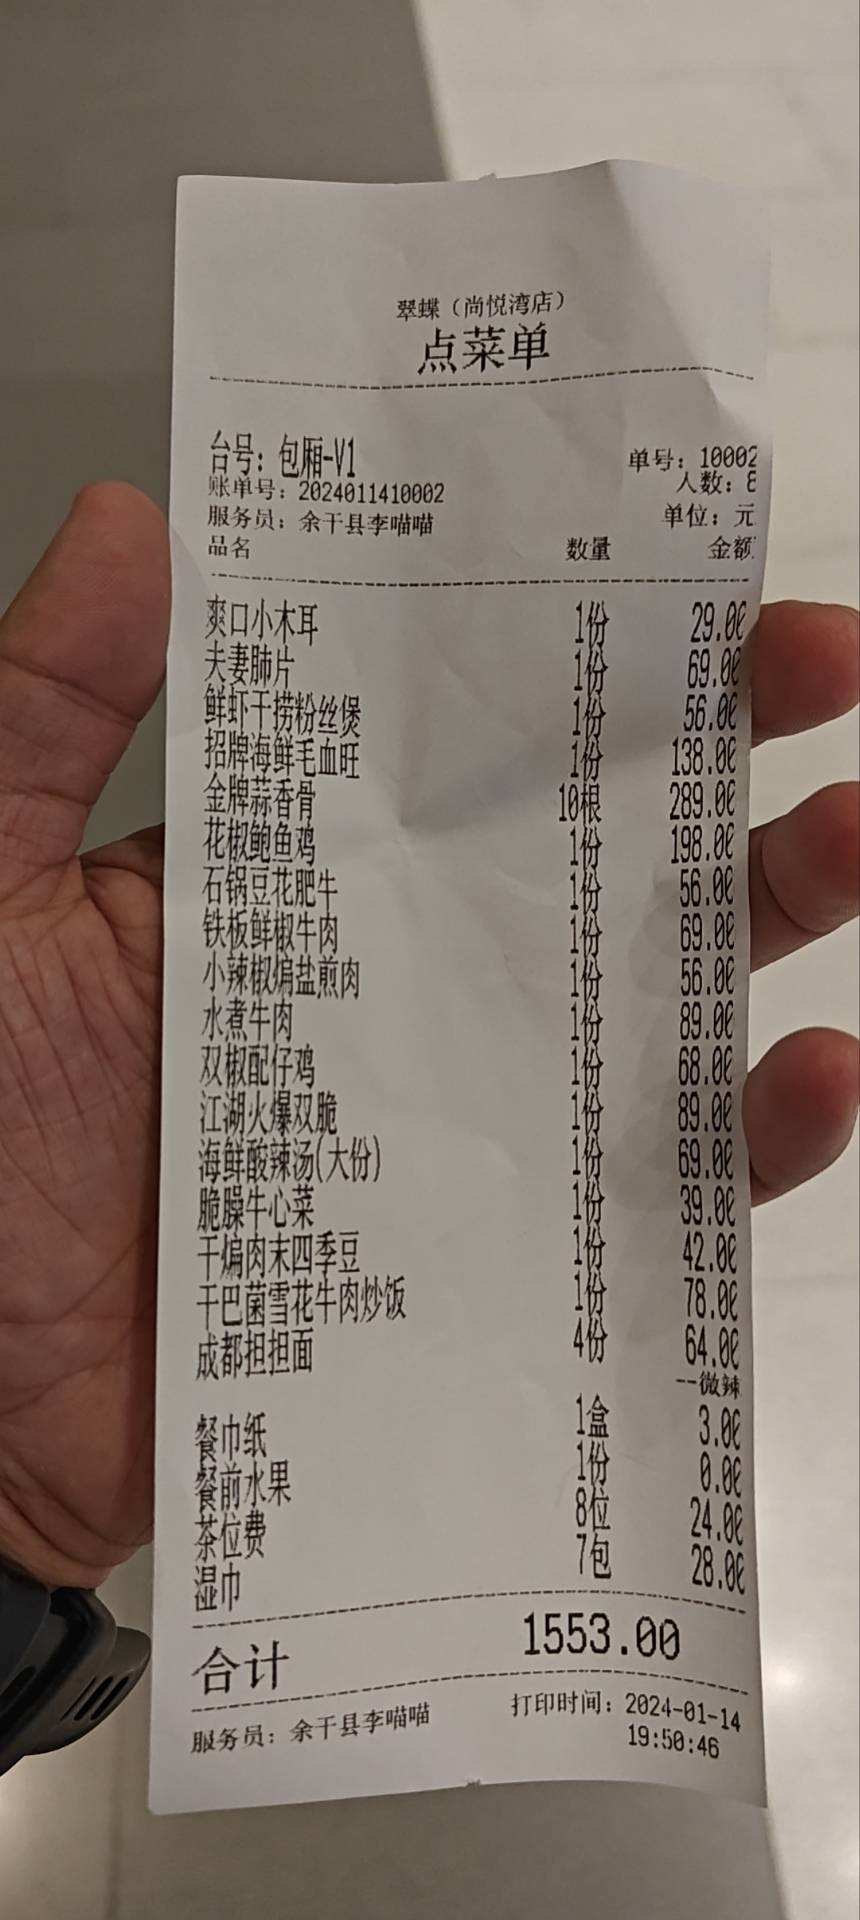 翠蝶（尚悦湾店）
点菜单
台号：包厢-V1
单号：10002
账单号：2024011410002
人数：8
服务员：余干县李喵喵
单位：元
品名 数量 金额
爽口小木耳 1份 29.00
夫妻肺片 1份 69.00
鲜虾干捞粉丝煲 1份 56.00
招牌海鲜毛血旺 1份 138.00
金牌蒜香骨 10根 289.00
花椒鲍鱼鸡 1份 198.00
石锅豆花肥牛 1份 56.00
铁板鲜椒牛肉 1份 69.00
小辣椒煸盐煎肉 1份 56.00
水煮牛肉 1份 89.00
双椒配仔鸡 1份 68.00
江湖火爆双脆 1份 89.00
海鲜酸辣汤(大份) 1份 69.00
脆臊牛心菜 1份 39.00
干煸肉末四季豆 1份 42.00
干巴菌雪花牛肉炒饭 1份 78.00
成都担担面 4份 64.00
--微辣
餐巾纸 1盒 3.00
餐前水果 1份 0.00
茶位费 8位 24.00
湿巾 7包 28.00
合计 1553.00
服务员：余干县李喵喵
打印时间：2024-01-14
19:50:46